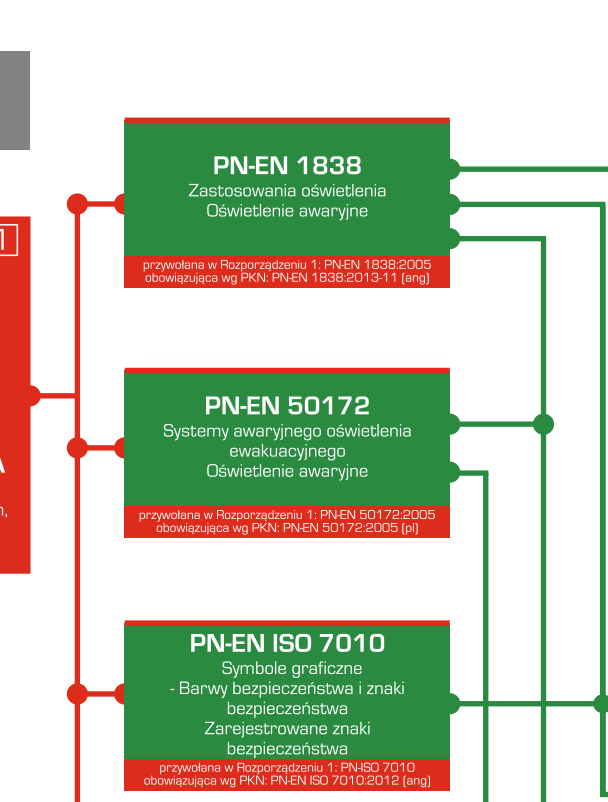 1
PN-EN 1838
Zastosowania oświetlenia
Oświetlenie awaryjne
przywołana w Rozporządzeniu 1: PN-EN 1838:2005
obowiązująca wg PKN: PN-EN 1838:2013-11 (ang)
PN-EN 50172
Systemy awaryjnego oświetlenia
ewakuacyjnego
Oświetlenie awaryjne
przywołana w Rozporządzeniu 1: PN-EN 50172:2005
obowiązująca wg PKN: PN-EN 50172:2005 (pl)
PN-EN ISO 7010
Symbole graficzne
- Barwy bezpieczeństwa i znaki
bezpieczeństwa
Zarejestrowane znaki
bezpieczeństwa
przywołana w Rozporządzeniu 1: PN-ISO 7010
obowiązująca wg PKN: PN-EN ISO 7010:2012 (ang)